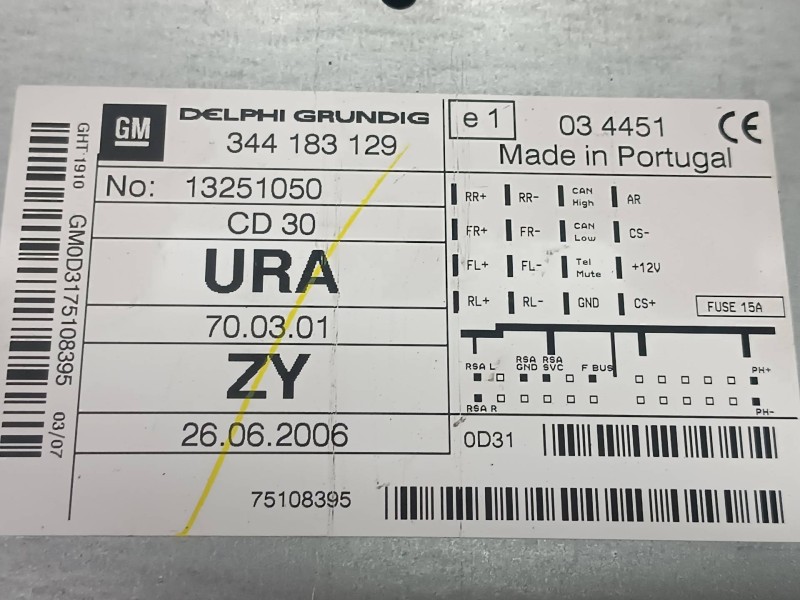 GM
DELPHI GRUNDIG
344 183 129
No: 13251050
CD 30
URA
70.03.01
ZY
26.06.2006
75108395
GHT 1910
GM0D3175108395
03/07
e 1
03 4451
CE
Made in Portugal
RR+ RR- CAN High AR
FR+ FR- CAN Low CS-
FL+ FL- Tel Mute +12V
RL+ RL- GND CS+
FUSE 15A
RSA L RSA GND RSA SVC F BUS PH+
RSA R PH-
0D31